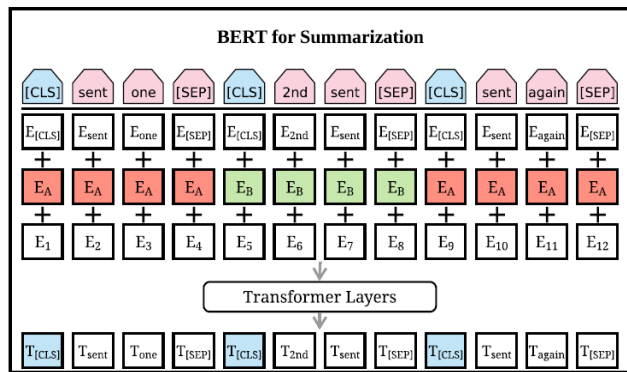 BERT for Summarization
[CLS] sent one [SEP] [CLS] 2nd sent [SEP] [CLS] sent again [SEP]
E[CLS] Esent Eone E[SEP] E[CLS] E2nd Esent E[SEP] E[CLS] Esent Eagain E[SEP]
+ + + + + + + + + + + +
EA EA EA EA EB EB EB EB EA EA EA EA
+ + + + + + + + + + + +
E1 E2 E3 E4 E5 E6 E7 E8 E9 E10 E11 E12
Transformer Layers
T[CLS] Tsent Tone T[SEP] T[CLS] T2nd Tsent T[SEP] T[CLS] Tsent Tagain T[SEP]